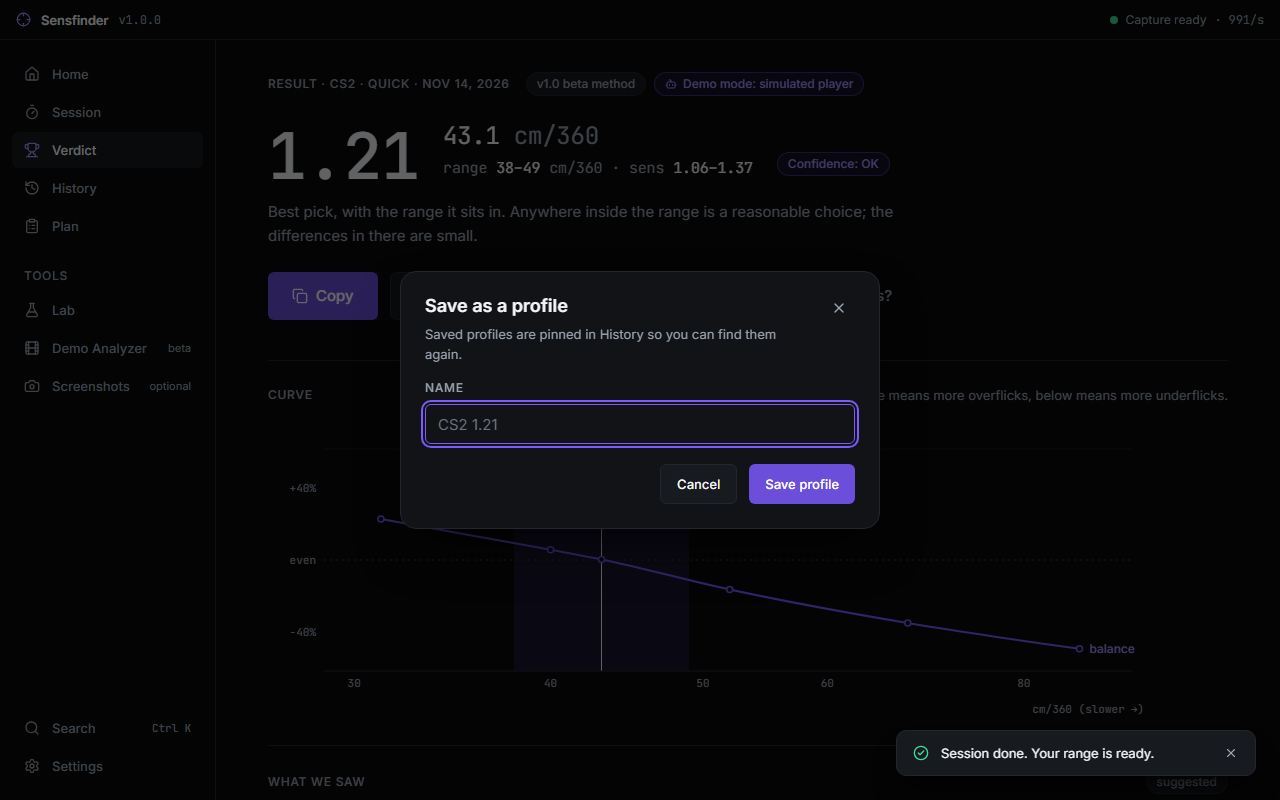 Sensfinder v1.0.0
Capture ready · 991/s
Home
Session
Verdict
History
Plan
TOOLS
Lab
Demo Analyzer beta
Screenshots optional
Search Ctrl K
Settings
RESULT · CS2 · QUICK · NOV 14, 2026
v1.0 beta method
Demo mode: simulated player
1.21
43.1 cm/360
range 38–49 cm/360 · sens 1.06–1.37
Confidence: OK
Best pick, with the range it sits in. Anywhere inside the range is a reasonable choice; the
differences in there are small.
Copy
s?
Save as a profile
Saved profiles are pinned in History so you can find them
again.
NAME
CS2 1.21
Cancel
Save profile
CURVE
means more overflicks, below means more underflicks.
+40%
even
-40%
balance
30 40 50 60 80
cm/360 (slower →)
WHAT WE SAW
suggested
Session done. Your range is ready.